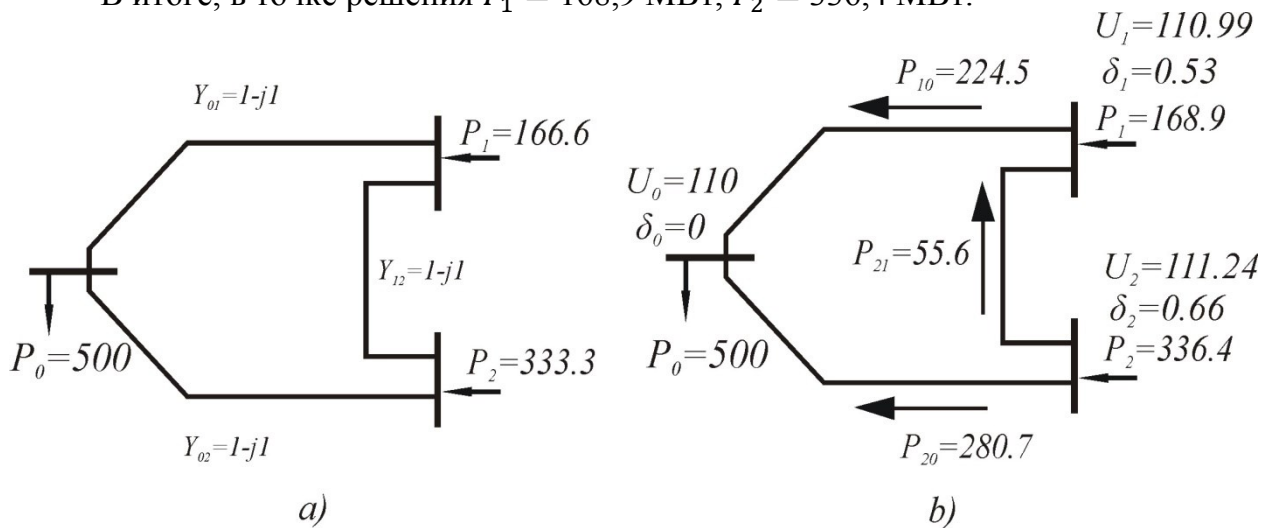 В итоге, в точке решения P₁ = 168,9 МВт, P₂ = 336,4 МВт.
Y₀₁=1-j1
P₁=166.6
Y₁₂=1-j1
P₀=500
P₂=333.3
Y₀₂=1-j1
a)
U₁=110.99
δ₁=0.53
P₁₀=224.5
P₁=168.9
U₀=110
δ₀=0
P₂₁=55.6
U₂=111.24
δ₂=0.66
P₀=500
P₂=336.4
P₂₀=280.7
b)